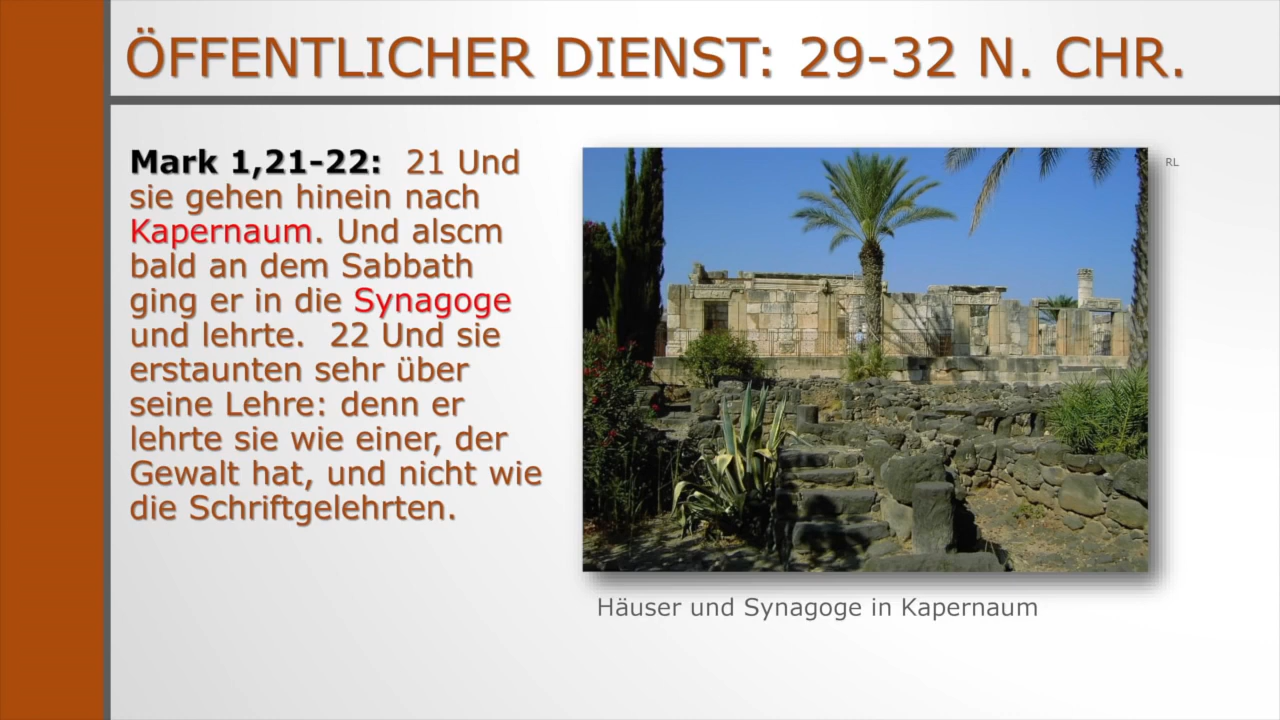 ÖFFENTLICHER DIENST: 29-32 N. CHR.
Mark 1,21-22:  21 Und
sie gehen hinein nach
Kapernaum. Und alscm
bald an dem Sabbath
ging er in die Synagoge
und lehrte.  22 Und sie
erstaunten sehr über
seine Lehre: denn er
lehrte sie wie einer, der
Gewalt hat, und nicht wie
die Schriftgelehrten.
RL
Häuser und Synagoge in Kapernaum